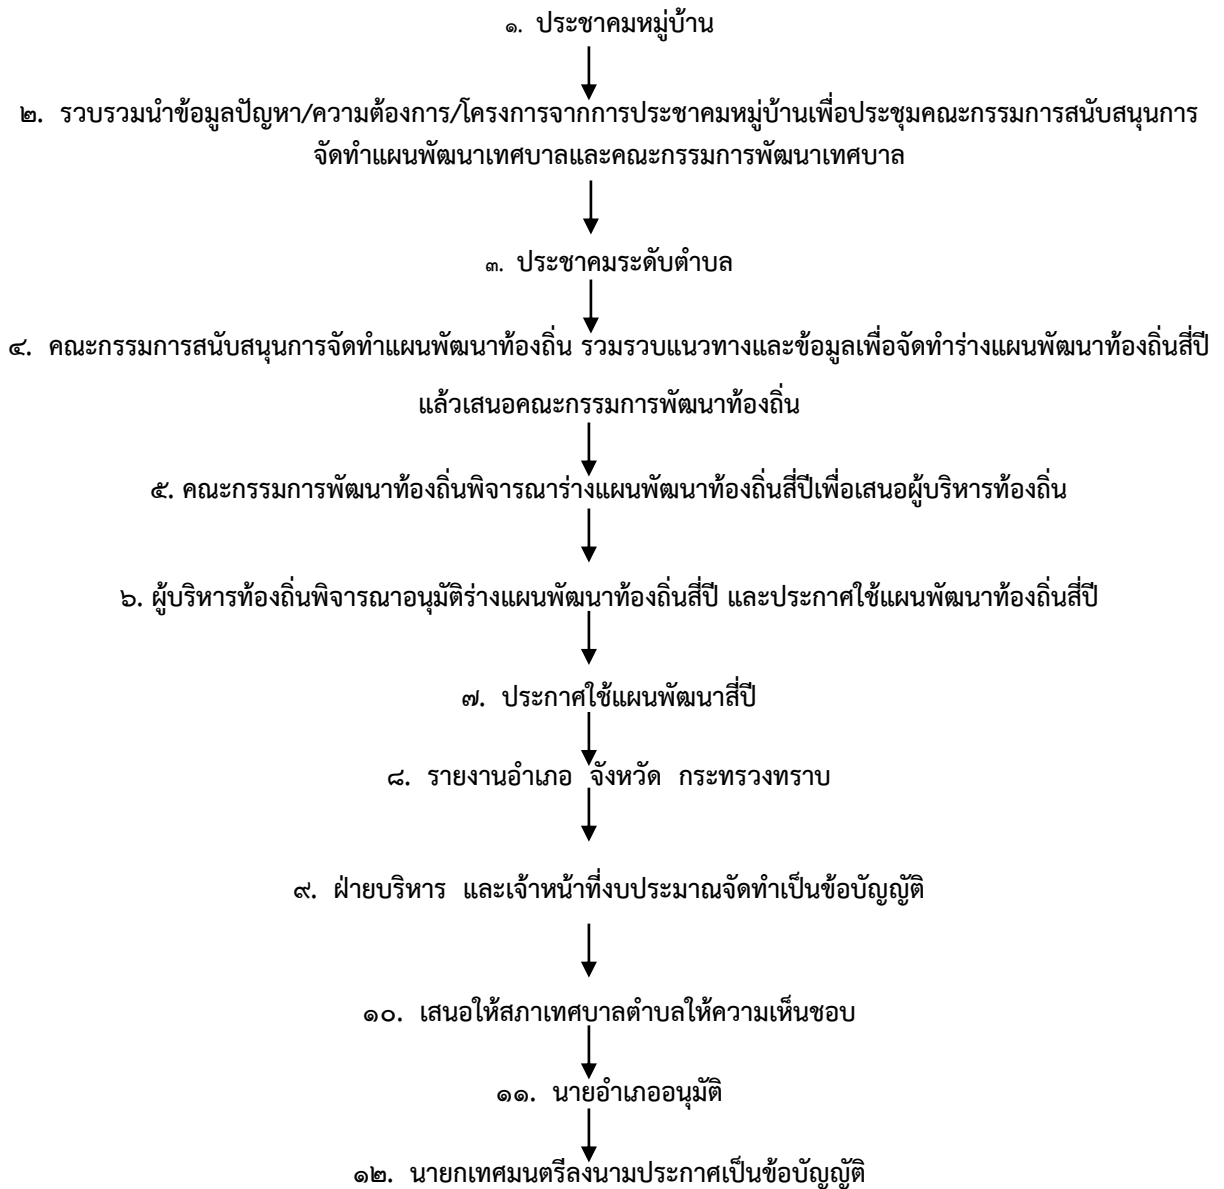 ๑. ประชาคมหมู่บ้าน
๒. รวบรวมนำข้อมูลปัญหา/ความต้องการ/โครงการจากการประชาคมหมู่บ้านเพื่อประชุมคณะกรรมการสนับสนุนการ
จัดทำแผนพัฒนาเทศบาลและคณะกรรมการพัฒนาเทศบาล
๓. ประชาคมระดับตำบล
๔. คณะกรรมการสนับสนุนการจัดทำแผนพัฒนาท้องถิ่น รวมรวบแนวทางและข้อมูลเพื่อจัดทำร่างแผนพัฒนาท้องถิ่นสี่ปี
แล้วเสนอคณะกรรมการพัฒนาท้องถิ่น
๕. คณะกรรมการพัฒนาท้องถิ่นพิจารณาร่างแผนพัฒนาท้องถิ่นสี่ปีเพื่อเสนอผู้บริหารท้องถิ่น
๖. ผู้บริหารท้องถิ่นพิจารณาอนุมัติร่างแผนพัฒนาท้องถิ่นสี่ปี และประกาศใช้แผนพัฒนาท้องถิ่นสี่ปี
๗. ประกาศใช้แผนพัฒนาสี่ปี
๘. รายงานอำเภอ จังหวัด กระทรวงทราบ
๙. ฝ่ายบริหาร และเจ้าหน้าที่งบประมาณจัดทำเป็นข้อบัญญัติ
๑๐. เสนอให้สภาเทศบาลตำบลให้ความเห็นชอบ
๑๑. นายอำเภออนุมัติ
๑๒. นายกเทศมนตรีลงนามประกาศเป็นข้อบัญญัติ